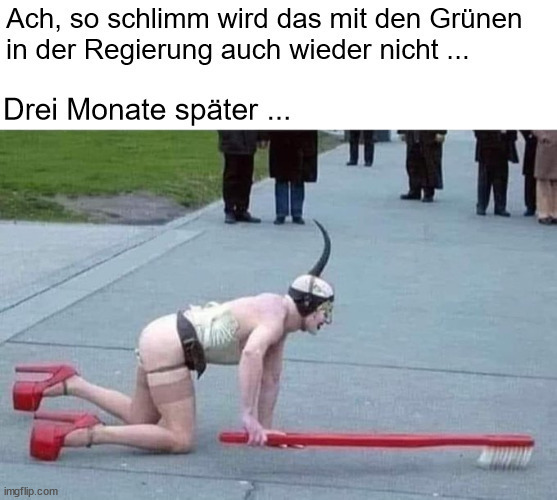 Ach, so schlimm wird das mit den Grünen
in der Regierung auch wieder nicht ...
Drei Monate später ...
imgflip.com